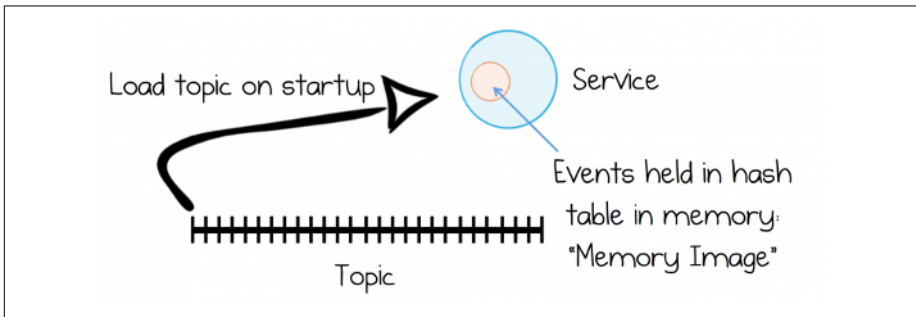 Load topic on startup
Service
Events held in hash
table in memory:
“Memory Image”
Topic